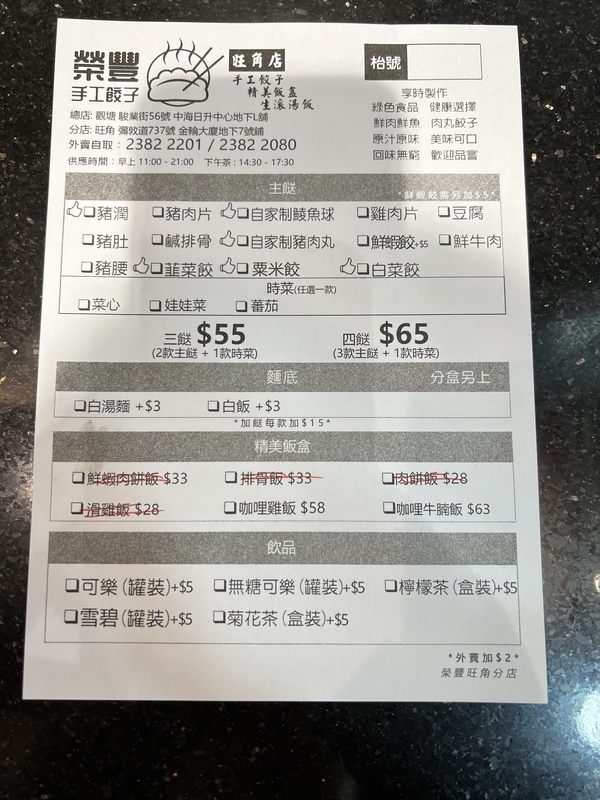 榮豐
手工餃子
旺角店
手工餃子
精美飯盒
生滾湯飯
枱號
享時製作
綠色食品 健康選擇
鮮肉鮮魚 肉丸餃子
原汁原味 美味可口
回味無窮 歡迎品嘗
總店: 觀塘 駿業街56號 中海日升中心地下L舖
分店: 旺角 彌敦道737號 金輪大廈地下7號舖
外賣自取：2382 2201 / 2382 2080
供應時間：早上 11:00 - 21:00 下午茶 : 14:30 - 17:30
主餸
*鮮蝦餃需另加$5*
豬潤 豬肉片 自家制鯪魚球 雞肉片 豆腐
豬肚 鹹排骨 自家制豬肉丸 鮮蝦餃+$5 鮮牛肉
豬腰 韮菜餃 粟米餃 白菜餃
時菜(任選一款)
菜心 娃娃菜 蕃茄
三餸 $55 四餸 $65
(2款主餸 + 1款時菜) (3款主餸 + 1款時菜)
麵底 分盒另上
白湯麵 +$3 白飯 +$3
*加餸每款加$15*
精美飯盒
鮮蝦肉餅飯 $33 排骨飯 $33 肉餅飯 $28
滑雞飯 $28 咖哩雞飯 $58 咖哩牛腩飯 $63
飲品
可樂 (罐裝)+$5 無糖可樂 (罐裝)+$5 檸檬茶 (盒裝)+$5
雪碧 (罐裝)+$5 菊花茶 (盒裝)+$5
*外賣加$2*
榮豐旺角分店